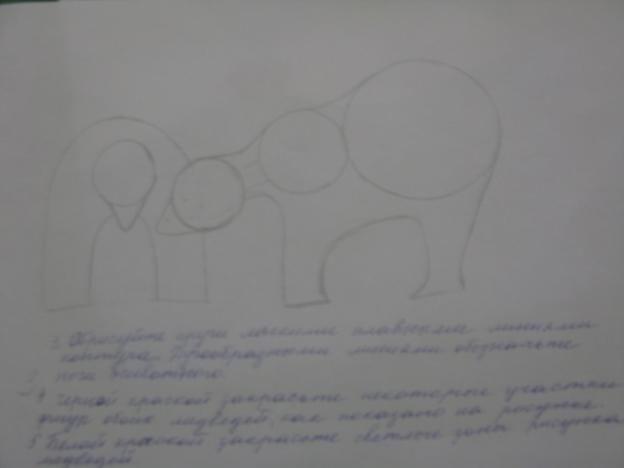 3 Обрисуйте круги мягкими плавными линиями
контура. Дугообразными линиями обозначьте
ноги животного.
4 Черной краской закрасьте некоторые участки
фигур обоих медведей, как показано на рисунке.
5 Белой краской закрасьте светлые зоны рисунка
медведей